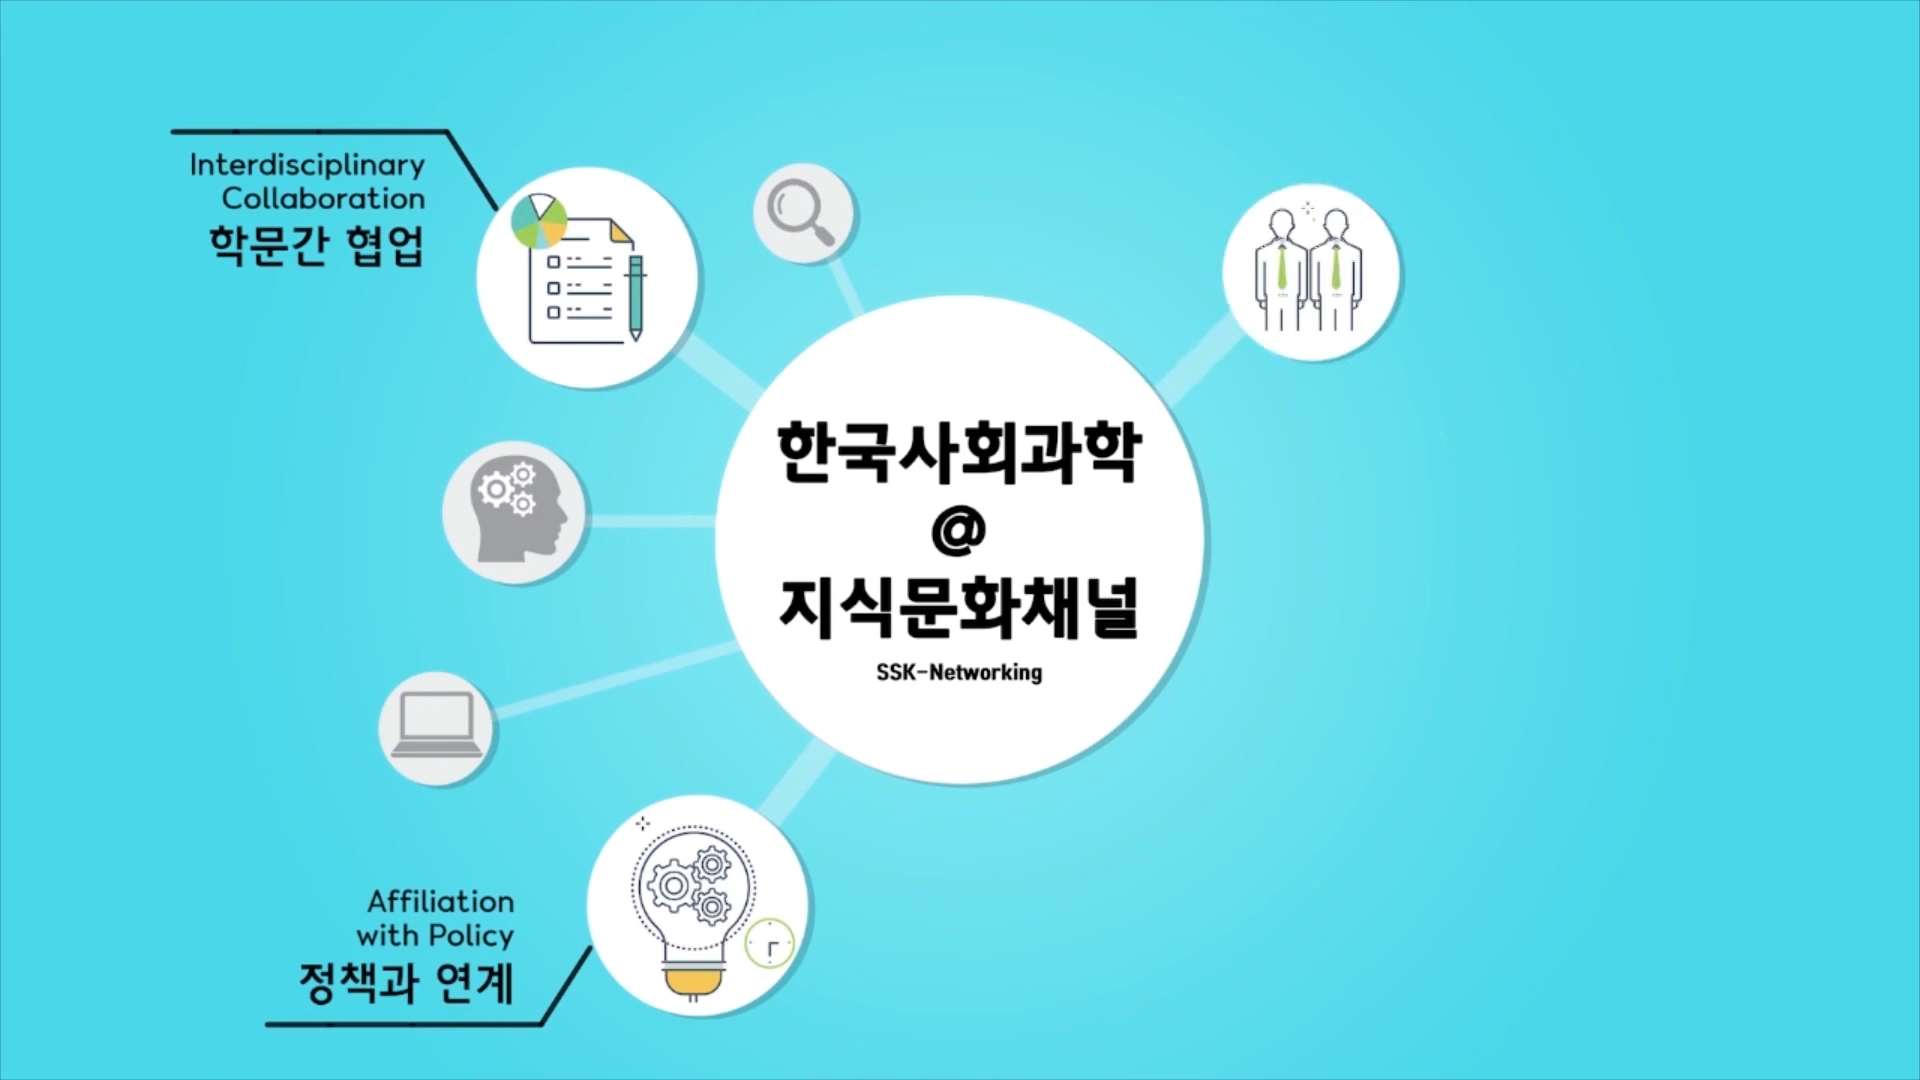 Interdisciplinary
Collaboration
학문간 협업
한국사회과학
@
지식문화채널
SSK-Networking
Affiliation
with Policy
정책과 연계